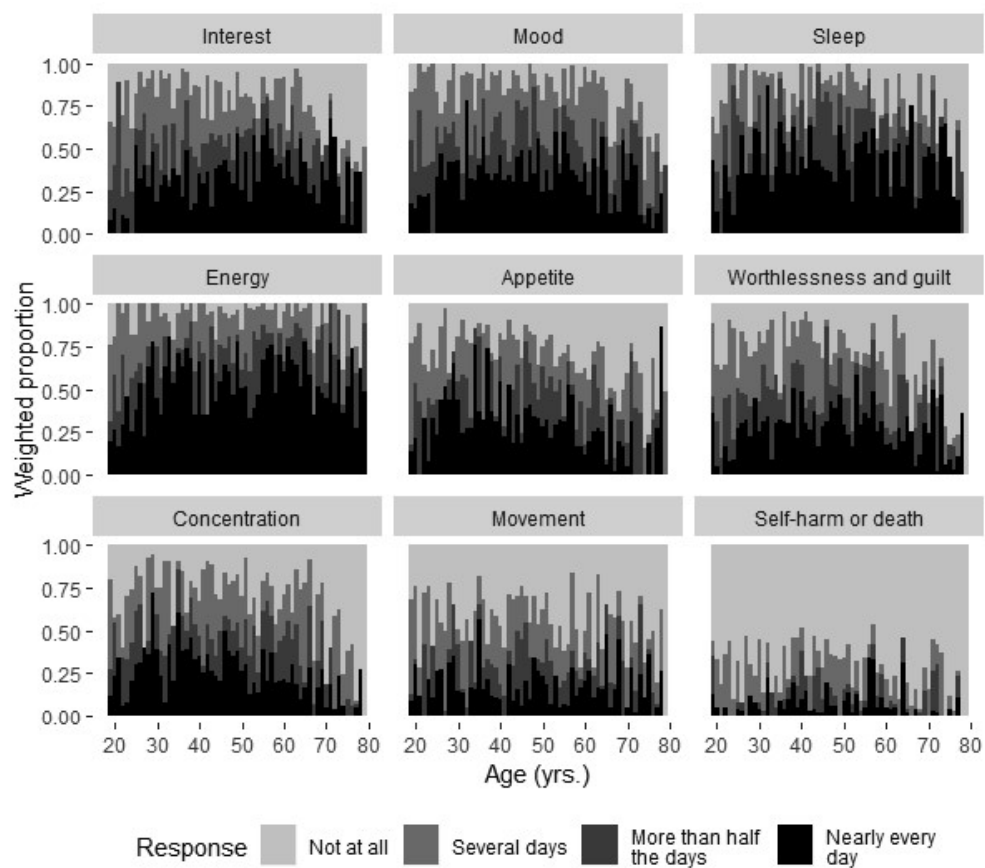 Interest Mood Sleep
1.00
0.75
0.50
0.25
0.00
Energy Appetite Worthlessness and guilt
1.00
0.75
0.50
0.25
0.00
Weighted proportion
Concentration Movement Self-harm or death
1.00
0.75
0.50
0.25
0.00
20 30 40 50 60 70 80 20 30 40 50 60 70 80 20 30 40 50 60 70 80
Age (yrs.)
Response Not at all Several days More than half the days Nearly every day